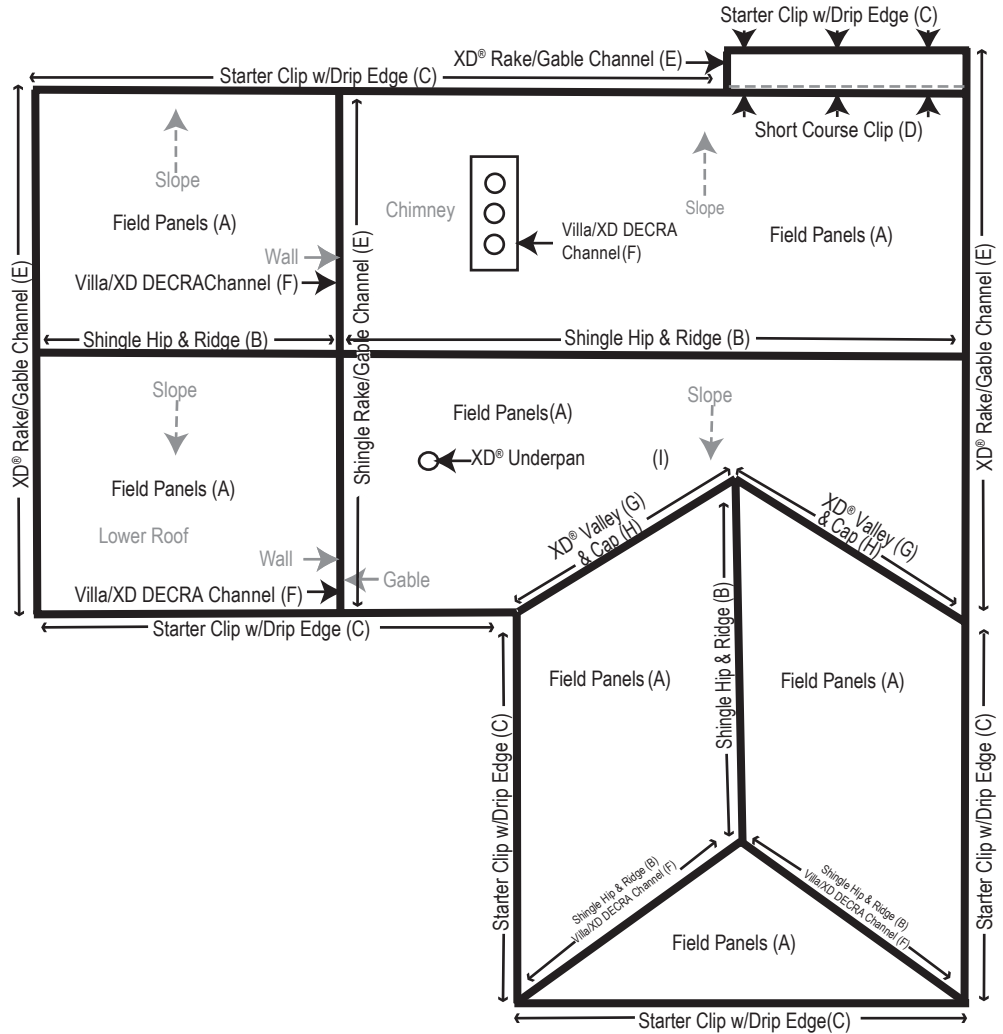 Starter Clip w/Drip Edge (C)
XD® Rake/Gable Channel (E)
Starter Clip w/Drip Edge (C)
Short Course Clip (D)
Slope
Slope
Chimney
Field Panels (A)
Villa/XD DECRA
Channel (F)
Field Panels (A)
Wall
Villa/XD DECRAChannel (F)
XD® Rake/Gable Channel (E)
Shingle Rake/Gable Channel (E)
XD® Rake/Gable Channel (E)
Shingle Hip & Ridge (B)
Shingle Hip & Ridge (B)
Slope
Slope
Field Panels(A)
XD® Underpan
(I)
Field Panels (A)
Lower Roof
XD® Valley (G)
& Cap (H)
XD® Valley (G)
& Cap (H)
Wall
Gable
Villa/XD DECRA Channel (F)
Starter Clip w/Drip Edge (C)
Shingle Hip & Ridge (B)
Field Panels (A)
Field Panels (A)
Starter Clip w/Drip Edge (C)
Starter Clip w/Drip Edge (C)
Shingle Hip & Ridge (B)
Villa/XD DECRA Channel (F)
Shingle Hip & Ridge (B)
Villa/XD DECRA Channel (F)
Field Panels (A)
Starter Clip w/Drip Edge(C)